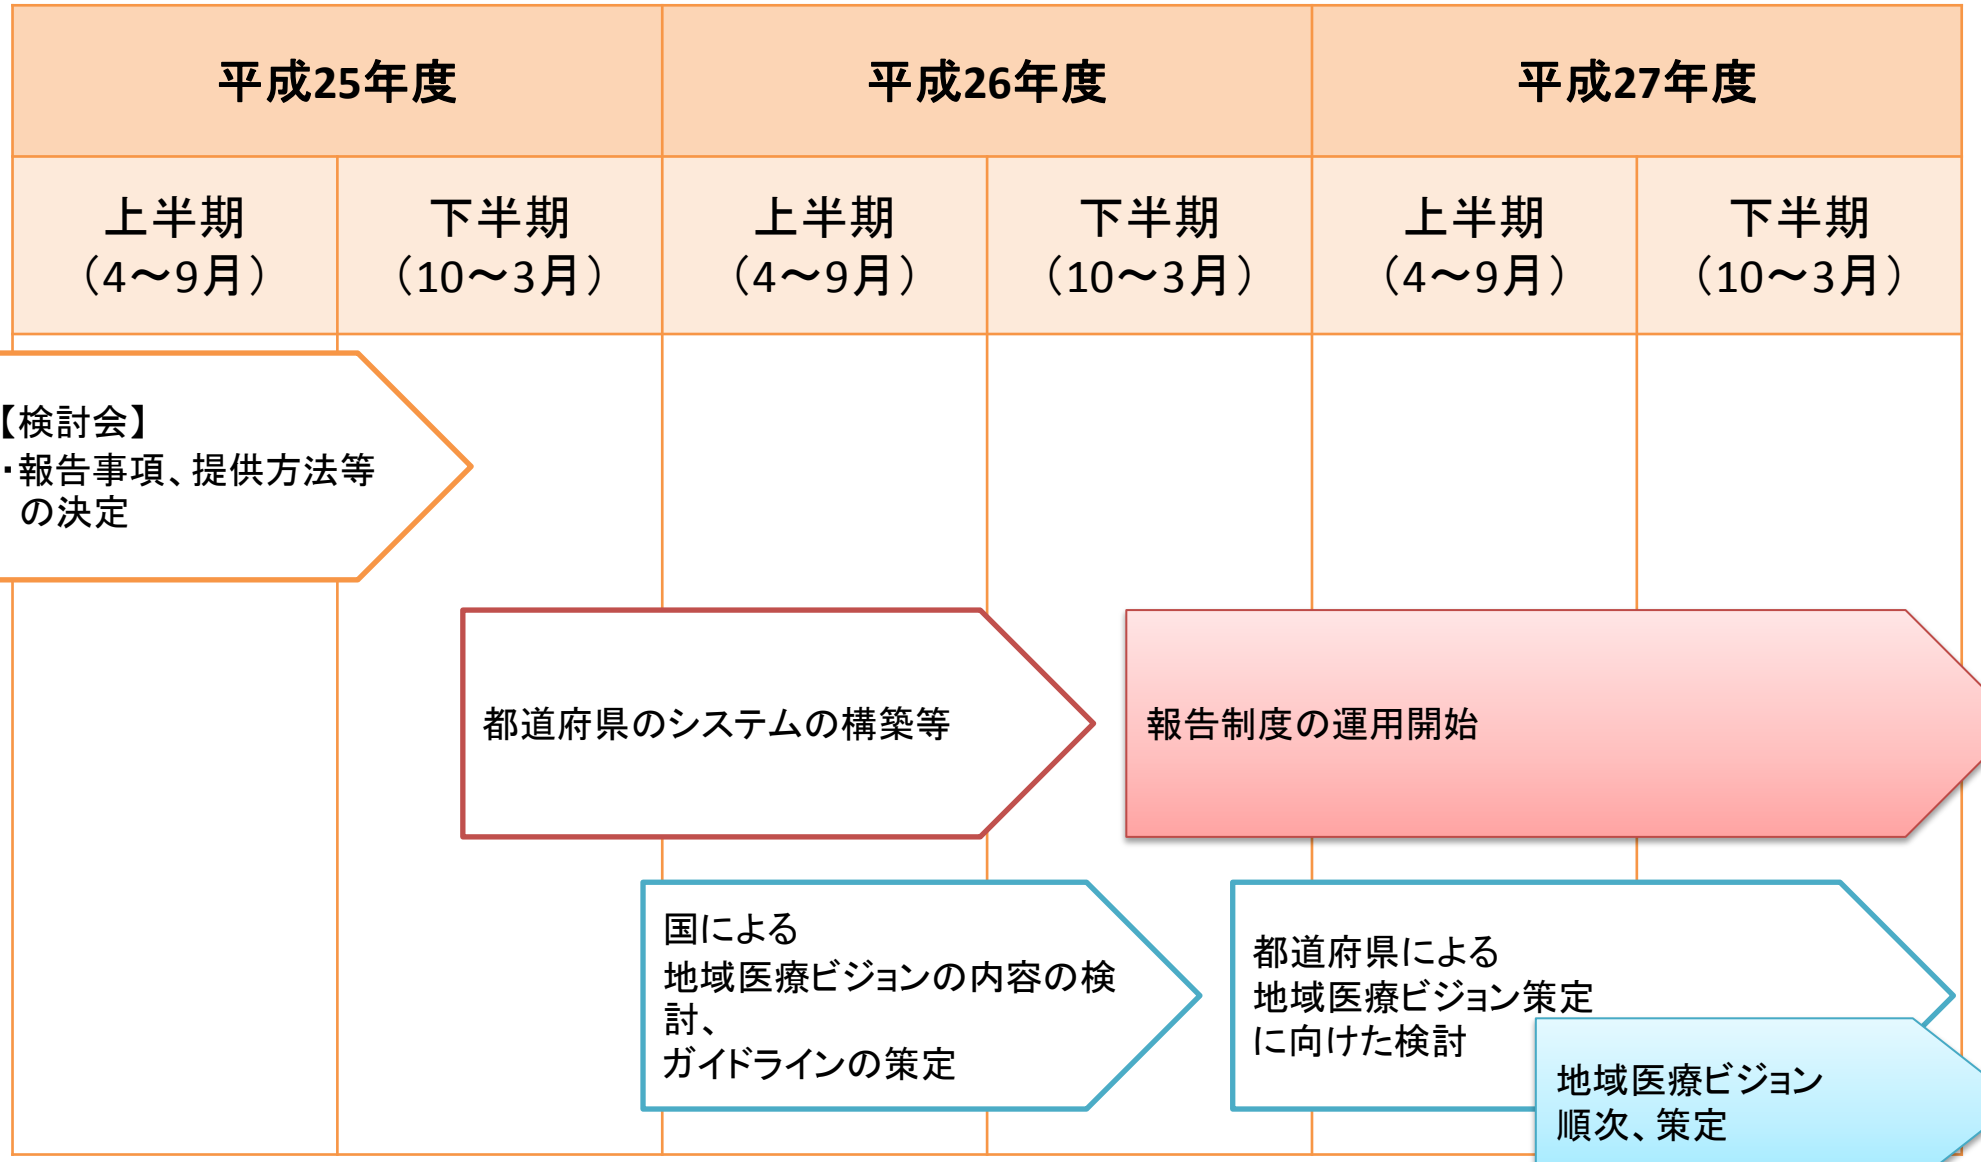 平成25年度
平成26年度
平成27年度
上半期
（4～9月）
下半期
（10～3月）
上半期
（4～9月）
下半期
（10～3月）
上半期
（4～9月）
下半期
（10～3月）
【検討会】
・報告事項、提供方法等
の決定
都道府県のシステムの構築等
報告制度の運用開始
国による
地域医療ビジョンの内容の検
討、
ガイドラインの策定
都道府県による
地域医療ビジョン策定
に向けた検討
地域医療ビジョン
順次、策定